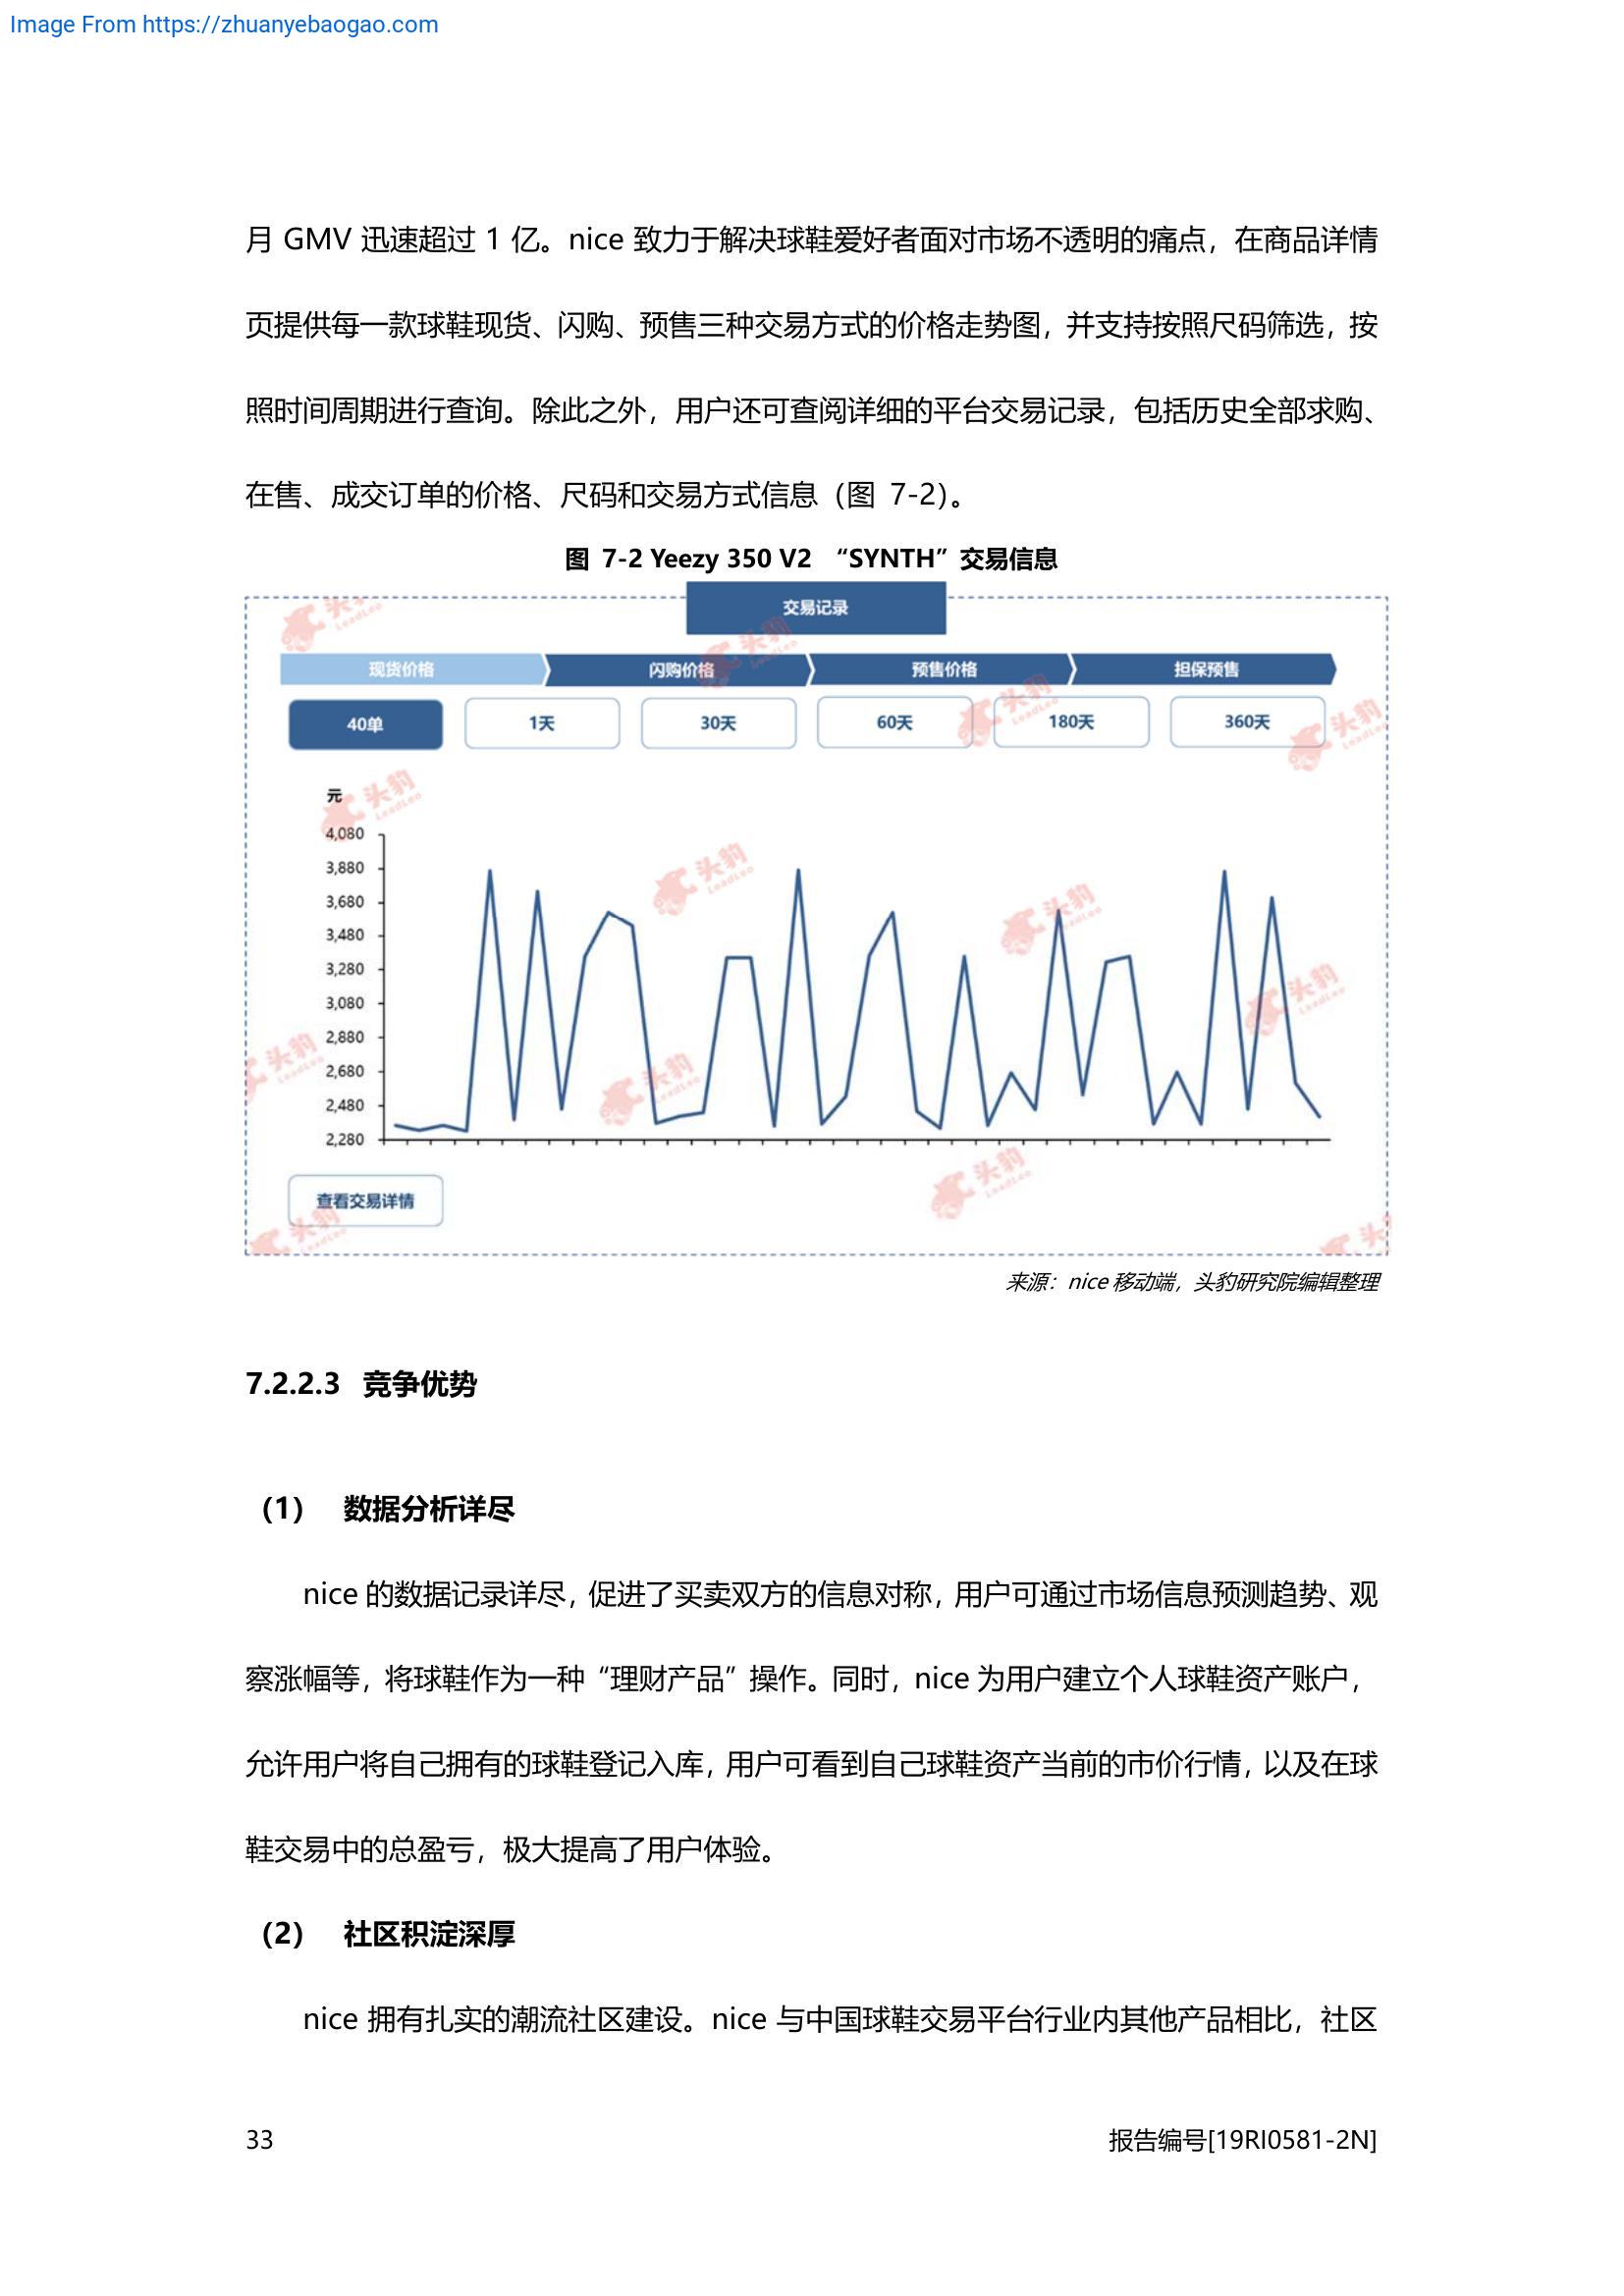 Image From https://zhuanyebaogao.com
月 GMV 迅速超过 1 亿。nice 致力于解决球鞋爱好者面对市场不透明的痛点，在商品详情
页提供每一款球鞋现货、闪购、预售三种交易方式的价格走势图，并支持按照尺码筛选，按
照时间周期进行查询。除此之外，用户还可查阅详细的平台交易记录，包括历史全部求购、
在售、成交订单的价格、尺码和交易方式信息（图 7-2）。
图 7-2 Yeezy 350 V2 “SYNTH”交易信息
交易记录
现货价格 闪购价格 预售价格 担保预售
40单 1天 30天 60天 180天 360天
元
4,080
3,880
3,680
3,480
3,280
3,080
2,880
2,680
2,480
2,280
查看交易详情
头豹 LeadLeo
来源：nice 移动端，头豹研究院编辑整理
7.2.2.3 竞争优势
（1） 数据分析详尽
nice 的数据记录详尽，促进了买卖双方的信息对称，用户可通过市场信息预测趋势、观
察涨幅等，将球鞋作为一种“理财产品”操作。同时，nice 为用户建立个人球鞋资产账户，
允许用户将自己拥有的球鞋登记入库，用户可看到自己球鞋资产当前的市价行情，以及在球
鞋交易中的总盈亏，极大提高了用户体验。
（2） 社区积淀深厚
nice 拥有扎实的潮流社区建设。nice 与中国球鞋交易平台行业内其他产品相比，社区
33 报告编号[19RI0581-2N]